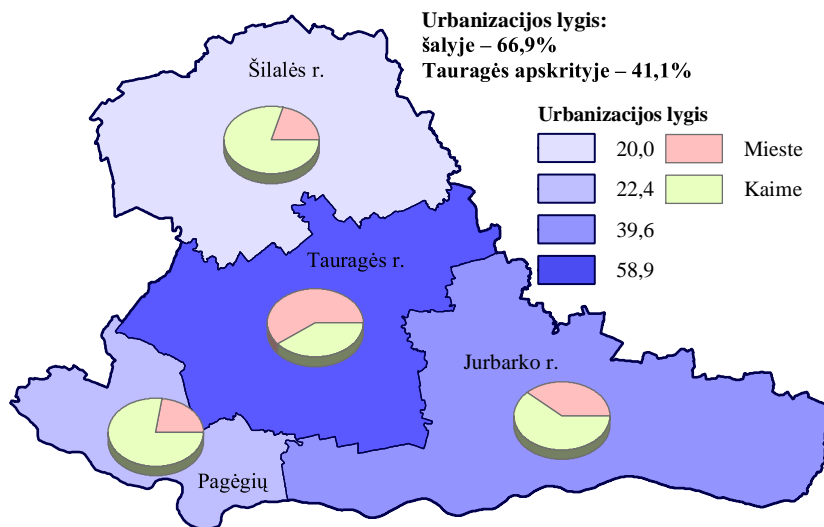 Urbanizacijos lygis:
šalyje – 66,9%
Tauragės apskrityje – 41,1%
Šilalės r.
Urbanizacijos lygis
20,0 Mieste
22,4 Kaime
39,6
58,9
Tauragės r.
Jurbarko r.
Pagėgių